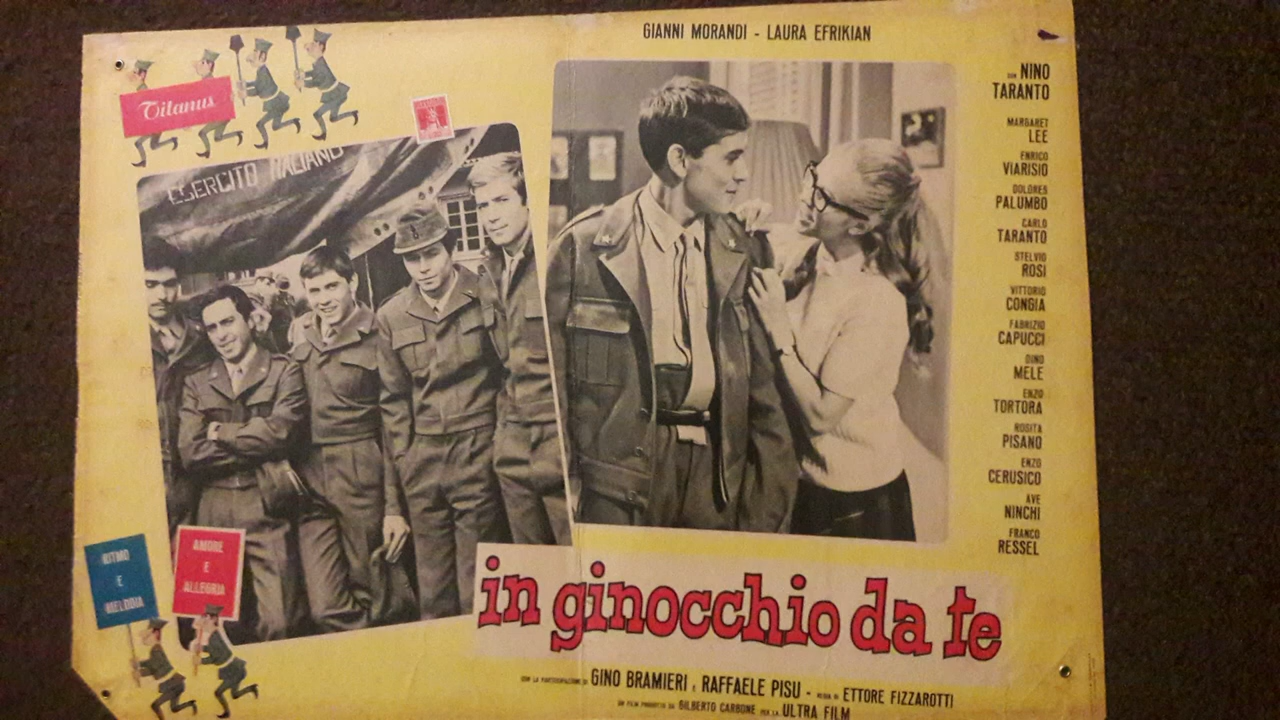 GIANNI MORANDI - LAURA EFRIKIAN
Titanus
ESERCITO ITALIANO
con NINO
TARANTO
MARGARET
LEE
ENRICO
VIARISIO
DOLORES
PALUMBO
CARLO
TARANTO
STELVIO
ROSI
VITTORIO
CONGIA
FABRIZIO
CAPUCCI
DINO
MELE
ENZO
TORTORA
ROSITA
PISANO
ENZO
CERUSICO
AVE
NINCHI
FRANCO
RESSEL
RITMO
E
MELODIA
AMORE
E
ALLEGRIA
in ginocchio da te
CON LA PARTECIPAZIONE DI GINO BRAMIERI E RAFFAELE PISU - REGIA DI ETTORE FIZZAROTTI
UN FILM PRODOTTO DA GILBERTO CARBONE PER LA ULTRA FILM